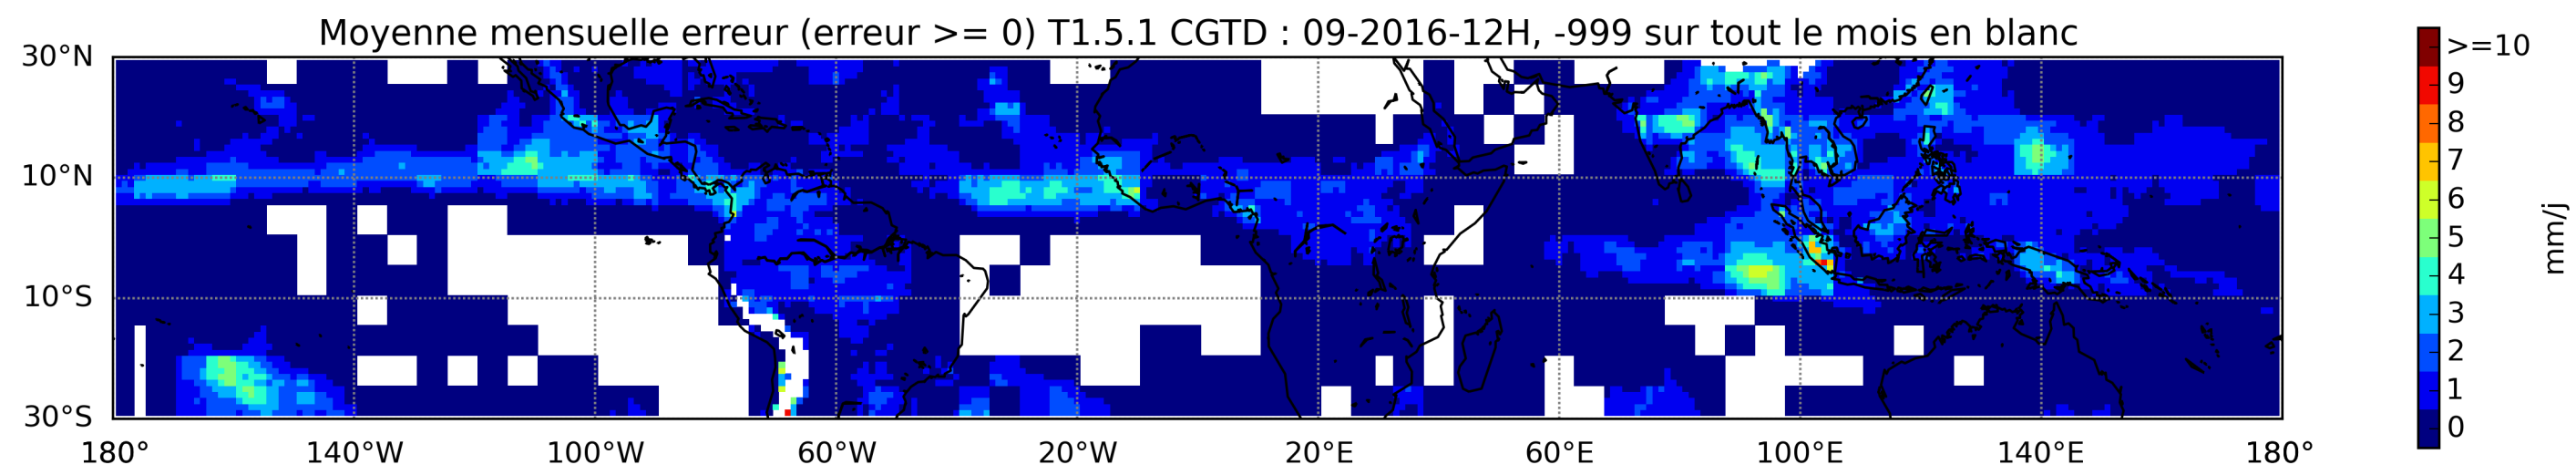 Moyenne mensuelle erreur (erreur >= 0) T1.5.1 CGTD : 09-2016-12H, -999 sur tout le mois en blanc
30°N
10°N
10°S
30°S
180° 140°W 100°W 60°W 20°W 20°E 60°E 100°E 140°E 180°
>=10
9
8
7
6
5
4
3
2
1
0
mm/j